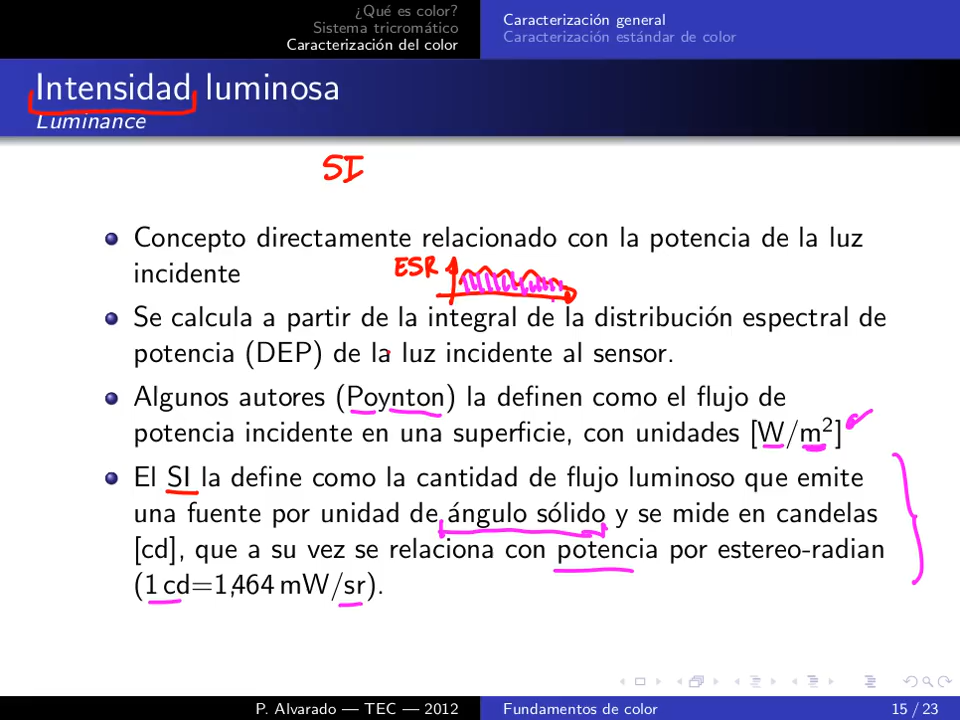 ¿Qué es color?
Sistema tricromático
Caracterización del color
Caracterización general
Caracterización estándar de color
Intensidad luminosa
Luminance
SI
Concepto directamente relacionado con la potencia de la luz
incidente
ESR
Se calcula a partir de la integral de la distribución espectral de
potencia (DEP) de la luz incidente al sensor.
Algunos autores (Poynton) la definen como el flujo de
potencia incidente en una superficie, con unidades [W/m²]
El SI la define como la cantidad de flujo luminoso que emite
una fuente por unidad de ángulo sólido y se mide en candelas
[cd], que a su vez se relaciona con potencia por estereo-radian
(1 cd=1,464 mW/sr).
P. Alvarado — TEC — 2012
Fundamentos de color
15 / 23